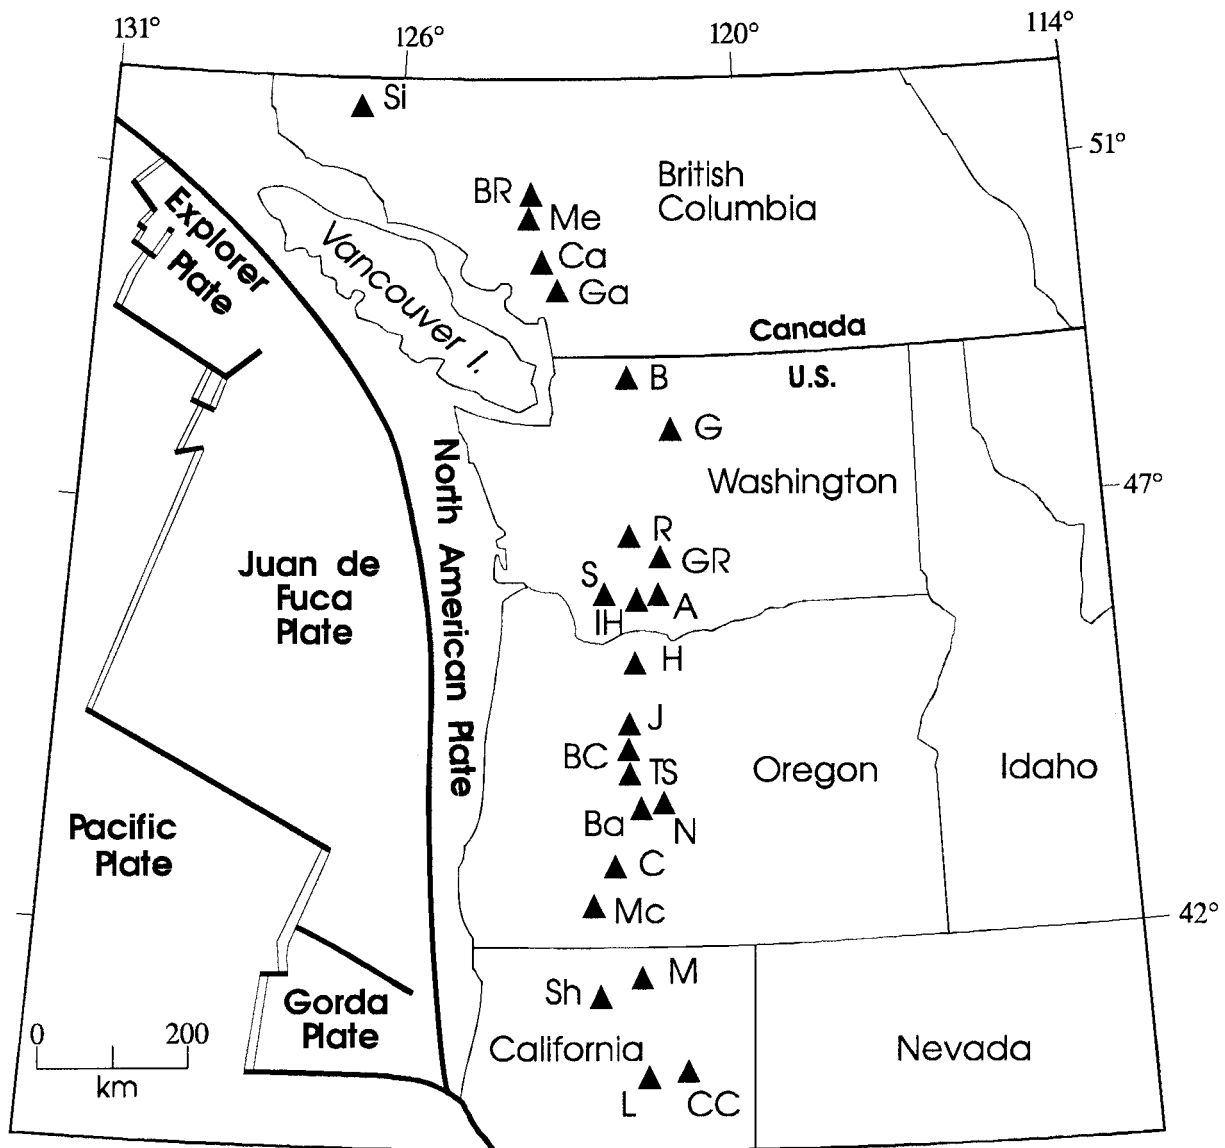 131°
126°
120°
114°
Si
51°
BR
Me
British
Columbia
Explorer
Plate
Vancouver I.
Ca
Ga
Canada
U.S.
B
G
Washington
47°
North American Plate
R
GR
S
IH
A
Juan de
Fuca
Plate
H
J
BC
TS
Oregon
Idaho
Ba
N
Pacific
Plate
C
Mc
42°
M
Sh
Gorda
Plate
California
Nevada
0 200
km
L
CC